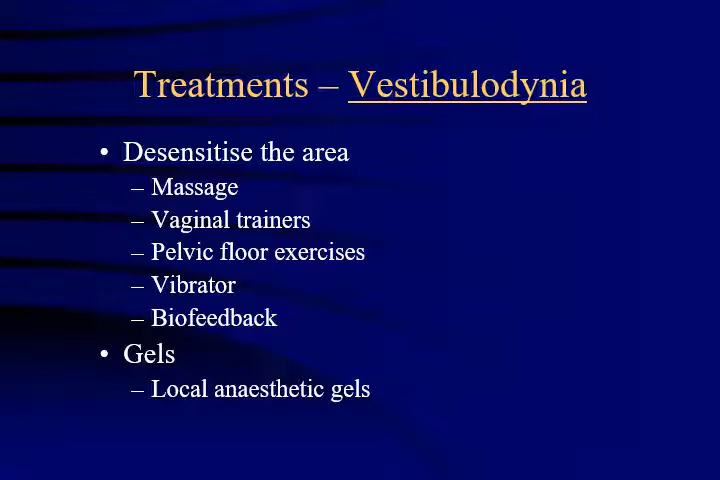 Treatments – Vestibulodynia
• Desensitise the area
– Massage
– Vaginal trainers
– Pelvic floor exercises
– Vibrator
– Biofeedback
• Gels
– Local anaesthetic gels